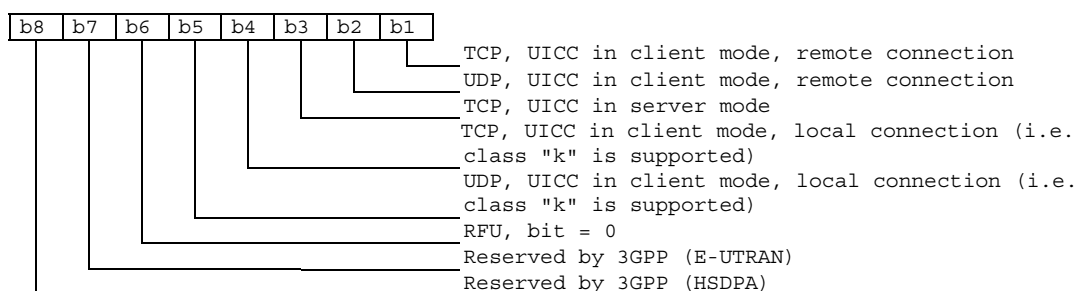 b8 b7 b6 b5 b4 b3 b2 b1
TCP, UICC in client mode, remote connection
UDP, UICC in client mode, remote connection
TCP, UICC in server mode
TCP, UICC in client mode, local connection (i.e.
class "k" is supported)
UDP, UICC in client mode, local connection (i.e.
class "k" is supported)
RFU, bit = 0
Reserved by 3GPP (E-UTRAN)
Reserved by 3GPP (HSDPA)